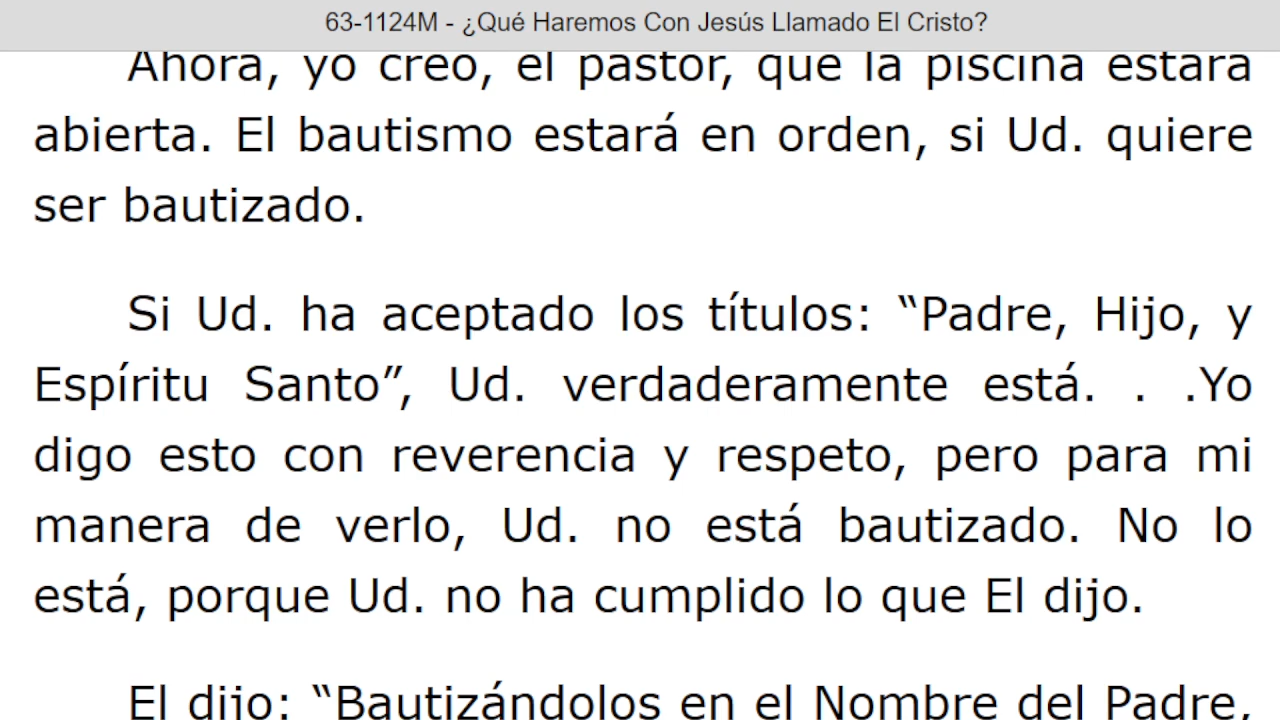 63-1124M - ¿Qué Haremos Con Jesús Llamado El Cristo?
Ahora, yo creo, el pastor, que la piscina estará
abierta. El bautismo estará en orden, si Ud. quiere
ser bautizado.
Si Ud. ha aceptado los títulos: “Padre, Hijo, y
Espíritu Santo”, Ud. verdaderamente está. . .Yo
digo esto con reverencia y respeto, pero para mi
manera de verlo, Ud. no está bautizado. No lo
está, porque Ud. no ha cumplido lo que El dijo.
El dijo: “Bautizándolos en el Nombre del Padre,